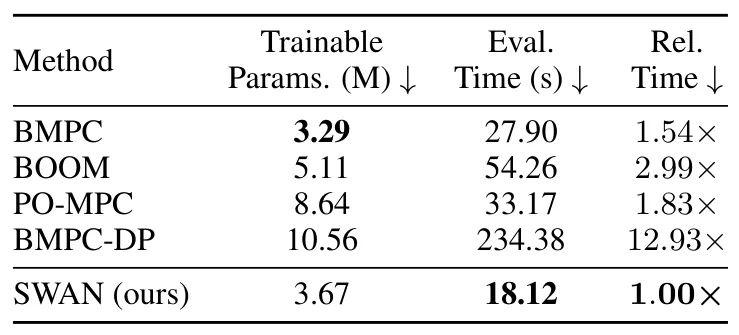 Method Trainable Params. (M) ↓ Eval. Time (s) ↓ Rel. Time ↓
BMPC 3.29 27.90 1.54×
BOOM 5.11 54.26 2.99×
PO-MPC 8.64 33.17 1.83×
BMPC-DP 10.56 234.38 12.93×
SWAN (ours) 3.67 18.12 1.00×